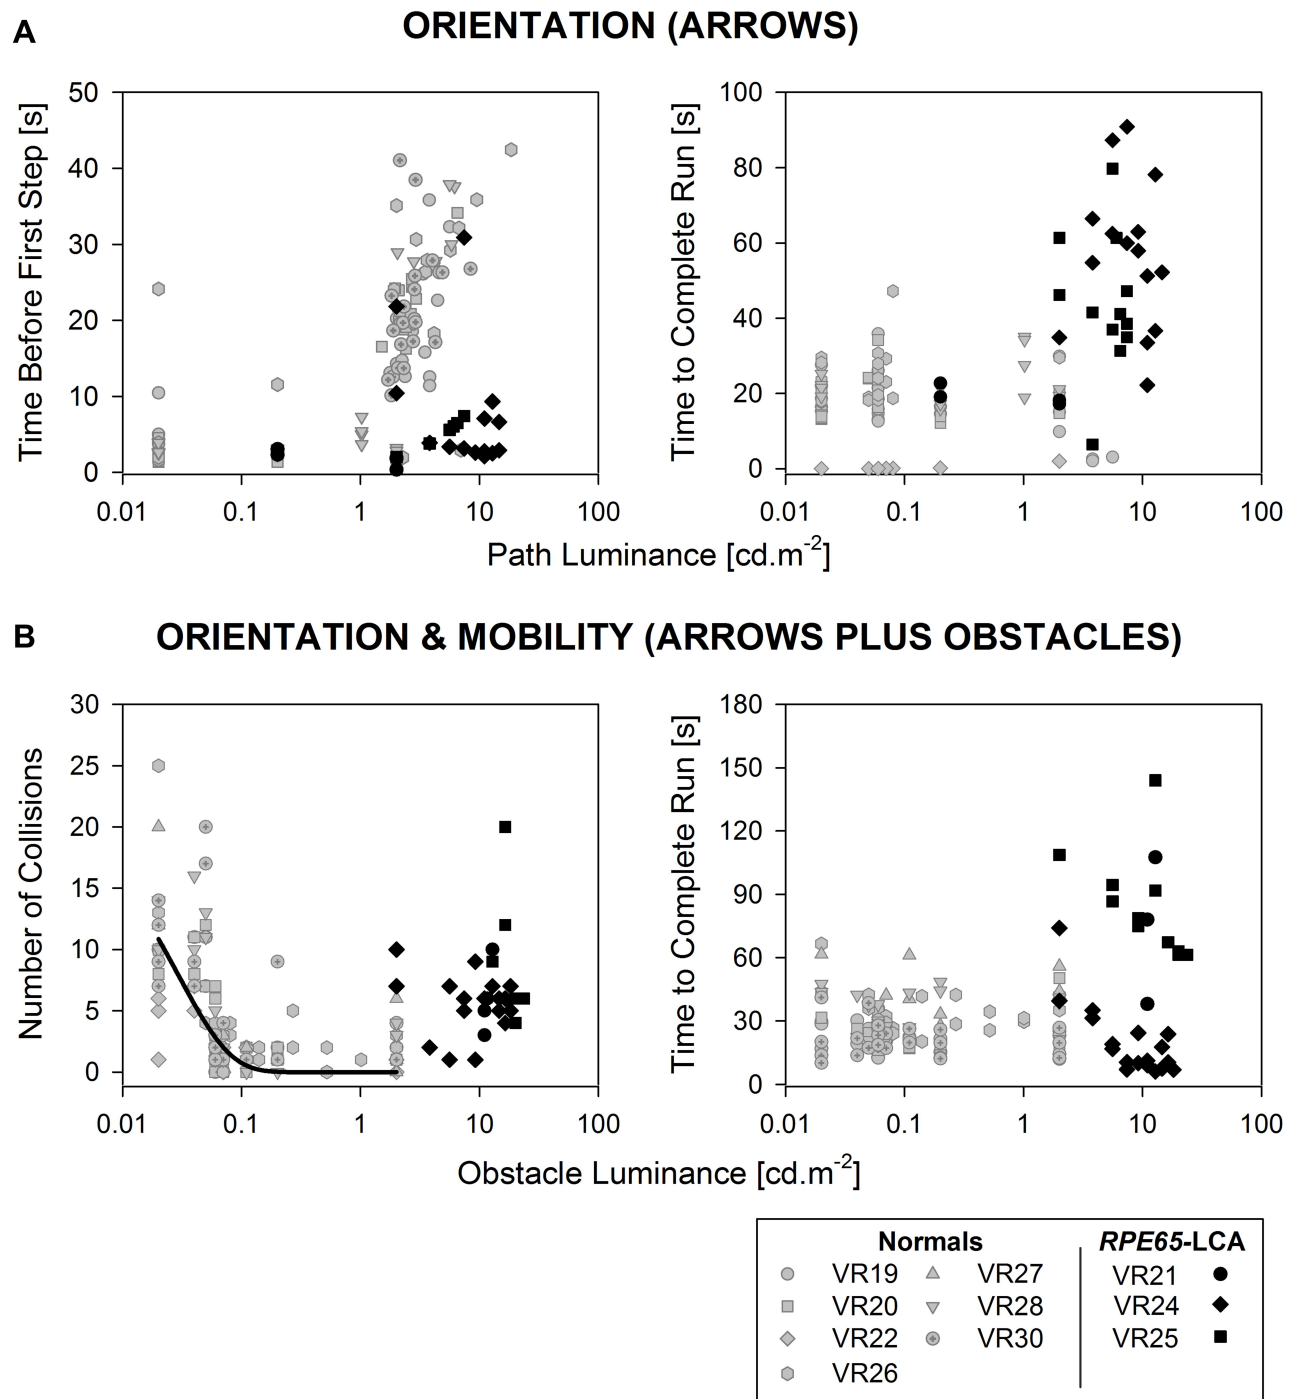 A
ORIENTATION (ARROWS)
Time Before First Step [s]
50
40
30
20
10
0
0.01 0.1 1 10 100
Time to Complete Run [s]
100
80
60
40
20
0
0.01 0.1 1 10 100
Path Luminance [cd.m-2]
B
ORIENTATION & MOBILITY (ARROWS PLUS OBSTACLES)
Number of Collisions
30
25
20
15
10
5
0
0.01 0.1 1 10 100
Time to Complete Run [s]
180
150
120
90
60
30
0
0.01 0.1 1 10 100
Obstacle Luminance [cd.m-2]
Normals RPE65-LCA
VR19 VR27 VR21
VR20 VR28 VR24
VR22 VR30 VR25
VR26